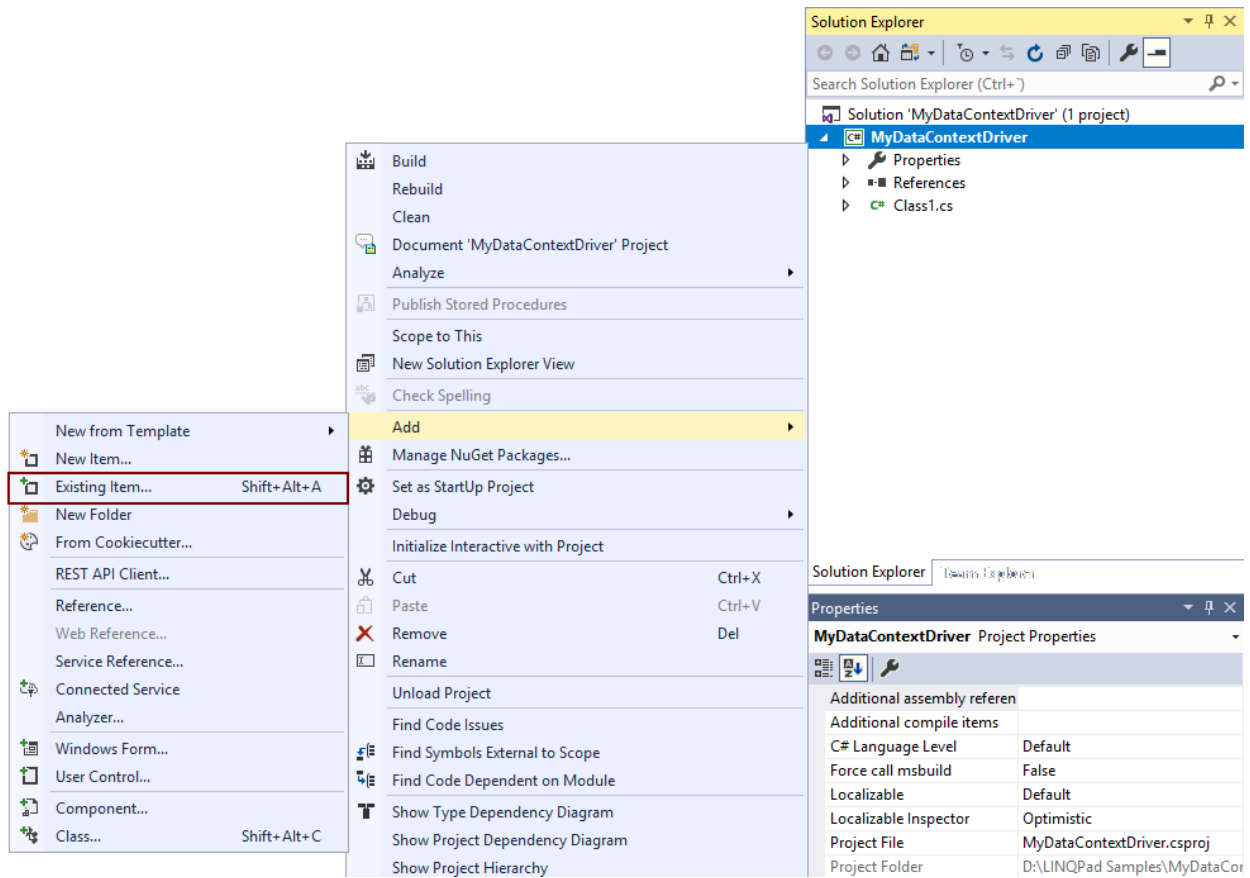 Solution Explorer
Search Solution Explorer (Ctrl+¨)
Solution 'MyDataContextDriver' (1 project)
C# MyDataContextDriver
Properties
References
C# Class1.cs
Build
Rebuild
Clean
Document 'MyDataContextDriver' Project
Analyze
Publish Stored Procedures
Scope to This
New Solution Explorer View
abc Check Spelling
Add
Manage NuGet Packages...
Set as StartUp Project
Debug
Initialize Interactive with Project
Cut Ctrl+X
Paste Ctrl+V
Remove Del
Rename
Unload Project
Find Code Issues
Find Symbols External to Scope
Find Code Dependent on Module
Show Type Dependency Diagram
Show Project Dependency Diagram
Show Project Hierarchy
New from Template
New Item...
Existing Item... Shift+Alt+A
New Folder
From Cookiecutter...
REST API Client...
Reference...
Web Reference...
Service Reference...
Connected Service
Analyzer...
Windows Form...
User Control...
Component...
Class... Shift+Alt+C
Solution Explorer Team Explorer
Properties
MyDataContextDriver Project Properties
Additional assembly referen
Additional compile items
C# Language Level Default
Force call msbuild False
Localizable Default
Localizable Inspector Optimistic
Project File MyDataContextDriver.csproj
Project Folder D:\LINQPad Samples\MyDataCor